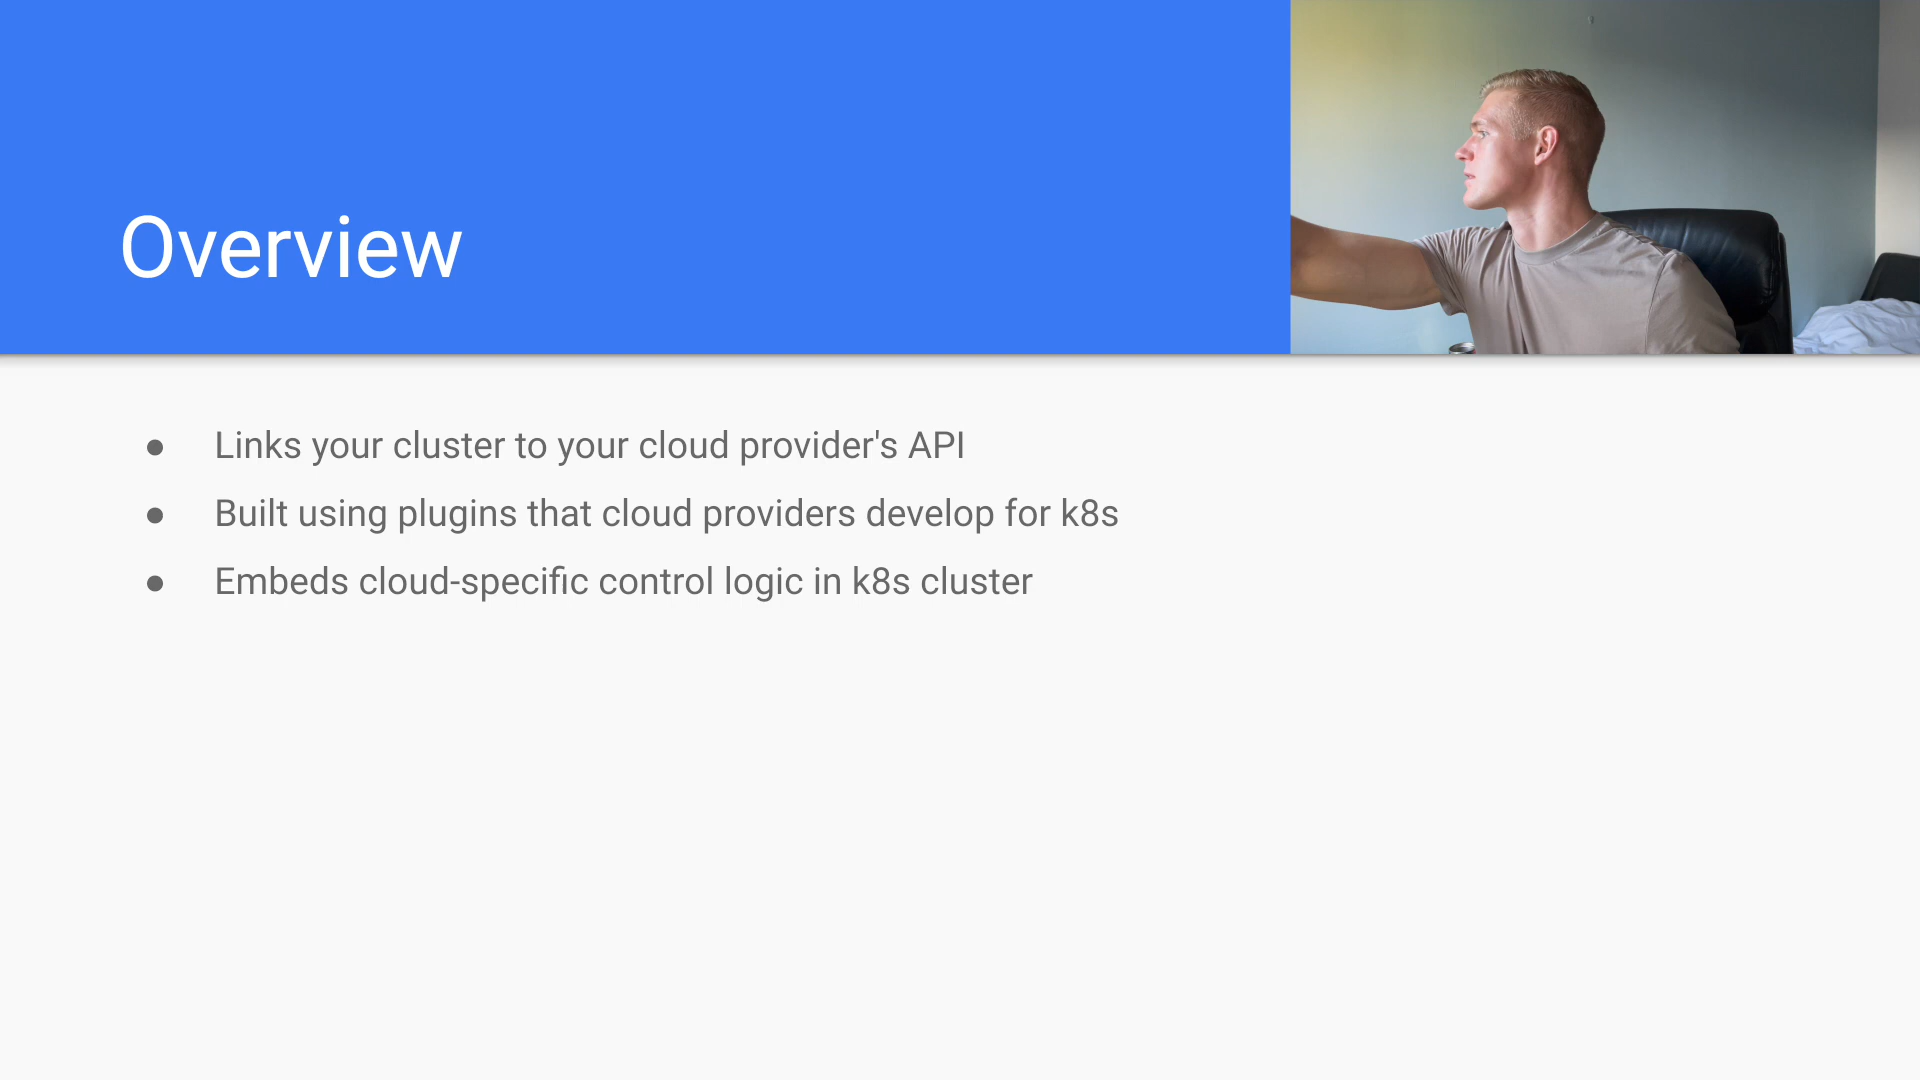 Overview
● Links your cluster to your cloud provider's API
● Built using plugins that cloud providers develop for k8s
● Embeds cloud-specific control logic in k8s cluster